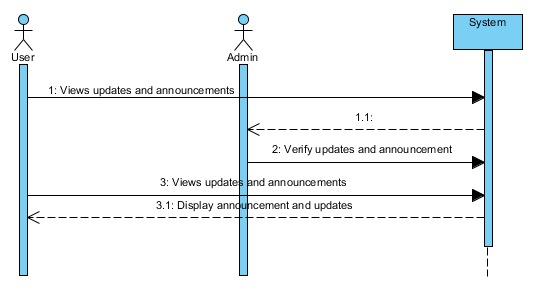 User
Admin
System
1: Views updates and announcements
1.1:
2: Verify updates and announcement
3: Views updates and announcements
3.1: Display announcement and updates